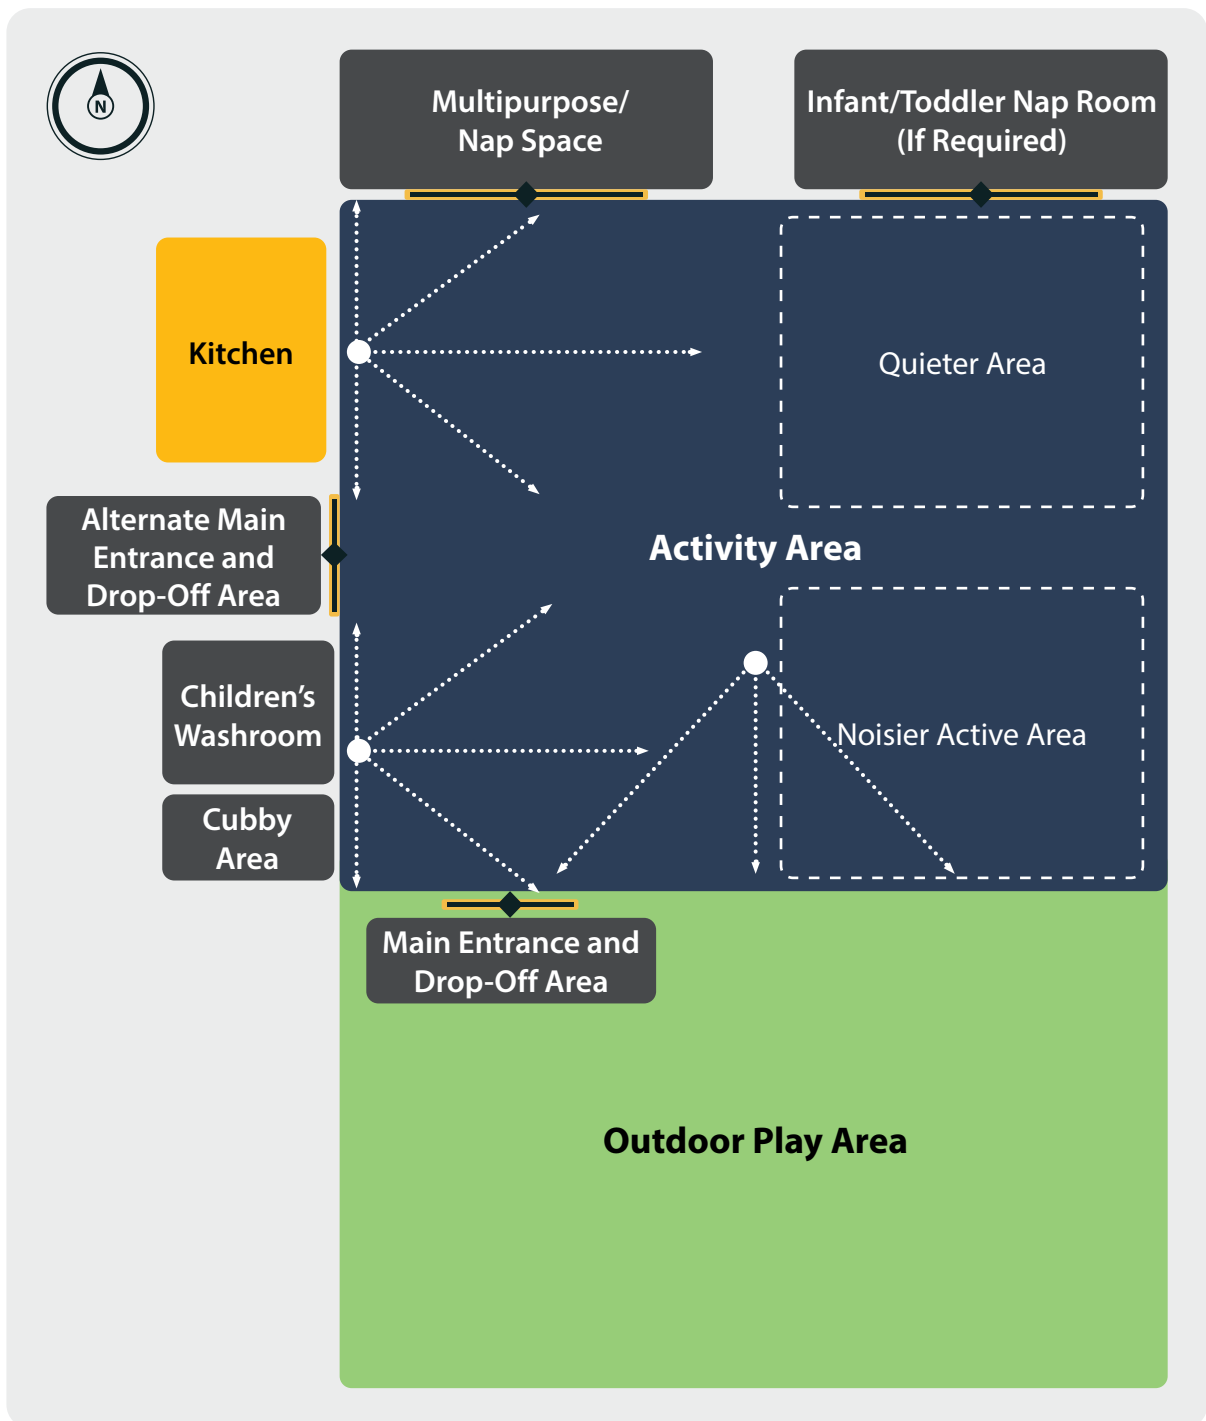 N
Multipurpose/
Nap Space
Infant/Toddler Nap Room
(If Required)
Kitchen
Quieter Area
Alternate Main
Entrance and
Drop-Off Area
Activity Area
Children’s
Washroom
Noisier Active Area
Cubby
Area
Main Entrance and
Drop-Off Area
Outdoor Play Area